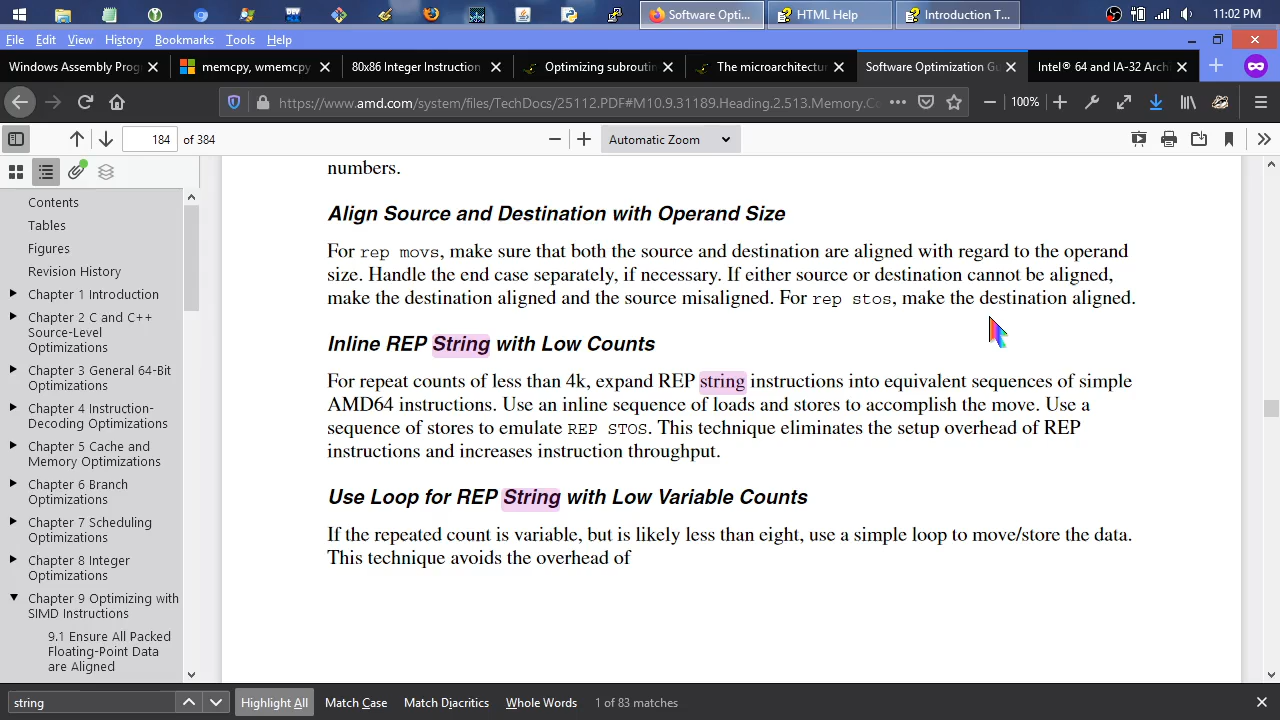 Software Opti...
HTML Help
Introduction T...
11:02 PM
File Edit View History Bookmarks Tools Help
Windows Assembly Prog
memcpy, wmemcpy
80x86 Integer Instruction
Optimizing subroutin
The microarchitectur
Software Optimization Gu
Intel® 64 and IA-32 Archi
https://www.amd.com/system/files/TechDocs/25112.PDF#M10.9.31189.Heading.2.513.Memory.Co
100%
184 of 384
Automatic Zoom
Contents
Tables
Figures
Revision History
Chapter 1 Introduction
Chapter 2 C and C++
Source-Level
Optimizations
Chapter 3 General 64-Bit
Optimizations
Chapter 4 Instruction-
Decoding Optimizations
Chapter 5 Cache and
Memory Optimizations
Chapter 6 Branch
Optimizations
Chapter 7 Scheduling
Optimizations
Chapter 8 Integer
Optimizations
Chapter 9 Optimizing with
SIMD Instructions
9.1 Ensure All Packed
Floating-Point Data
are Aligned
numbers.
Align Source and Destination with Operand Size
For rep movs, make sure that both the source and destination are aligned with regard to the operand
size. Handle the end case separately, if necessary. If either source or destination cannot be aligned,
make the destination aligned and the source misaligned. For rep stos, make the destination aligned.
Inline REP String with Low Counts
For repeat counts of less than 4k, expand REP string instructions into equivalent sequences of simple
AMD64 instructions. Use an inline sequence of loads and stores to accomplish the move. Use a
sequence of stores to emulate REP STOS. This technique eliminates the setup overhead of REP
instructions and increases instruction throughput.
Use Loop for REP String with Low Variable Counts
If the repeated count is variable, but is likely less than eight, use a simple loop to move/store the data.
This technique avoids the overhead of
string
Highlight All
Match Case
Match Diacritics
Whole Words
1 of 83 matches